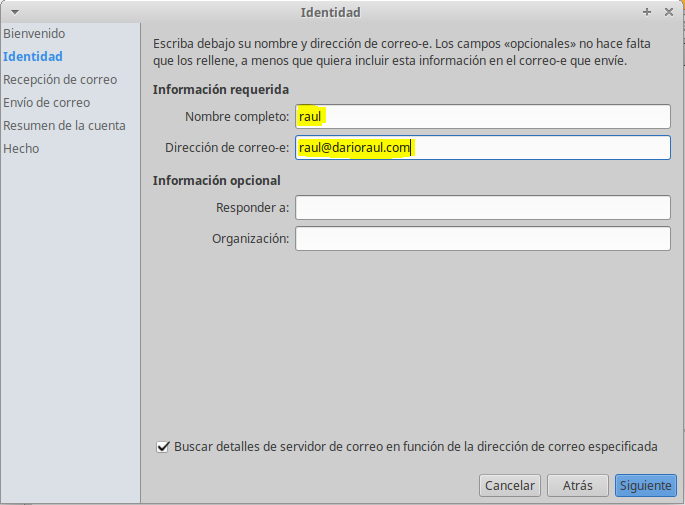 Identidad
Bienvenido
Identidad
Recepción de correo
Envío de correo
Resumen de la cuenta
Hecho
Escriba debajo su nombre y dirección de correo-e. Los campos «opcionales» no hace falta
que los rellene, a menos que quiera incluir esta información en el correo-e que envíe.
Información requerida
Nombre completo: raul
Dirección de correo-e: raul@darioraul.com
Información opcional
Responder a:
Organización:
Buscar detalles de servidor de correo en función de la dirección de correo especificada
Cancelar Atrás Siguiente